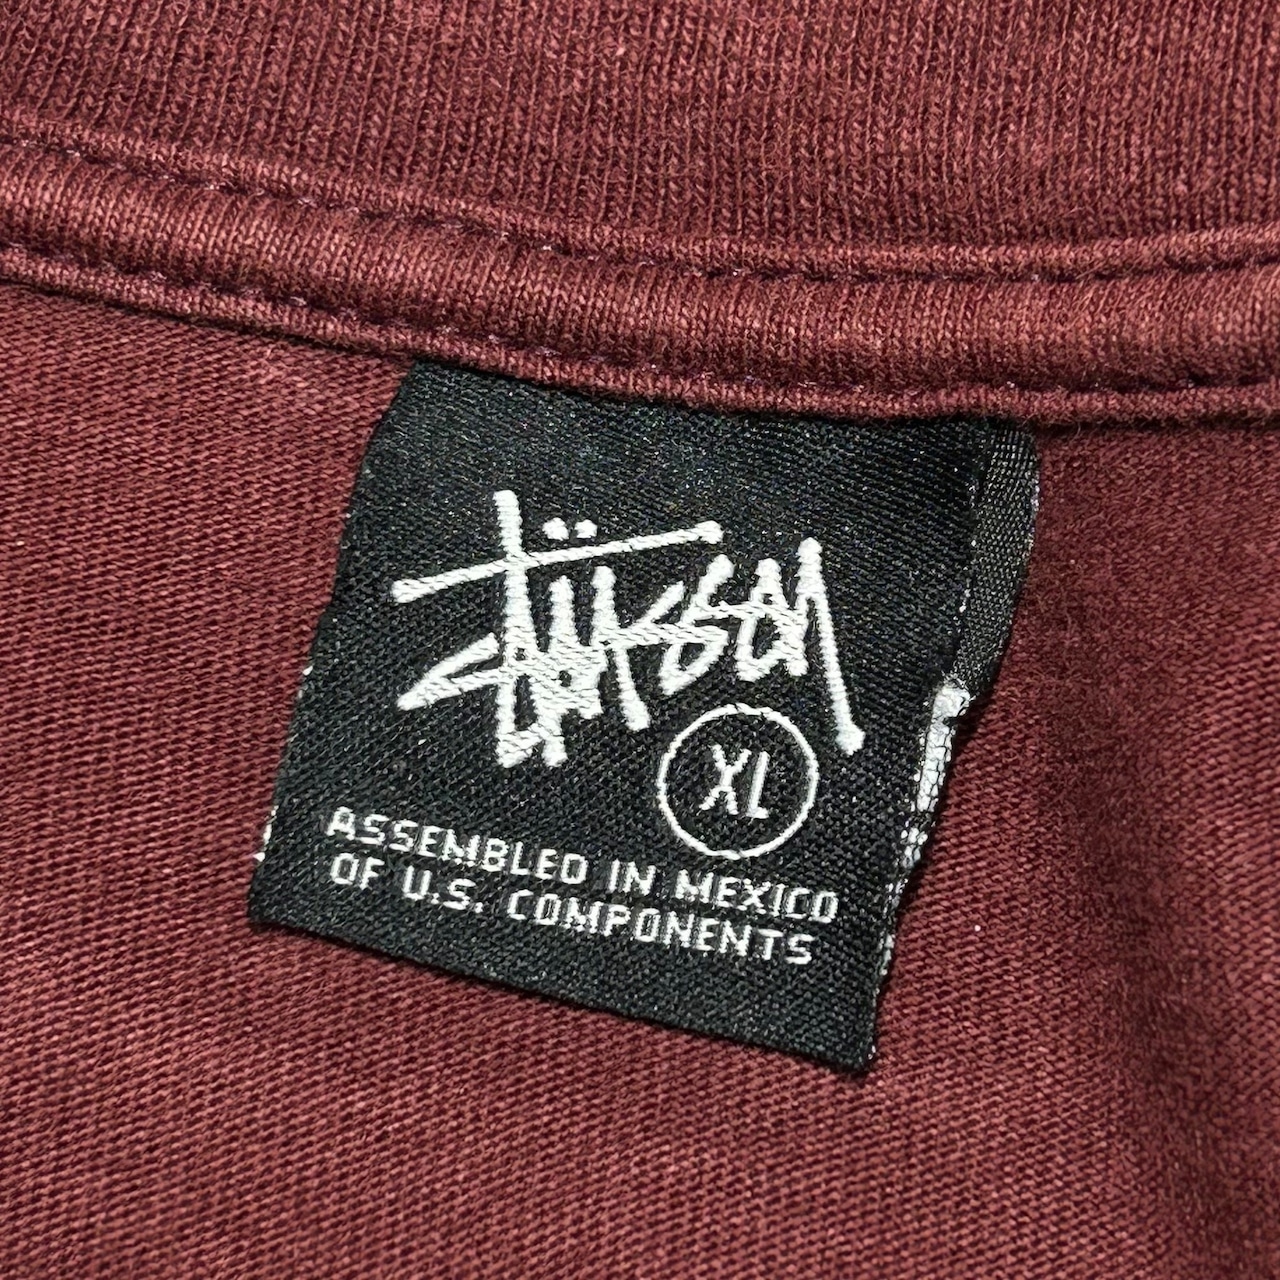 Stüssy
XL
ASSEMBLED IN MEXICO
OF U.S. COMPONENTS